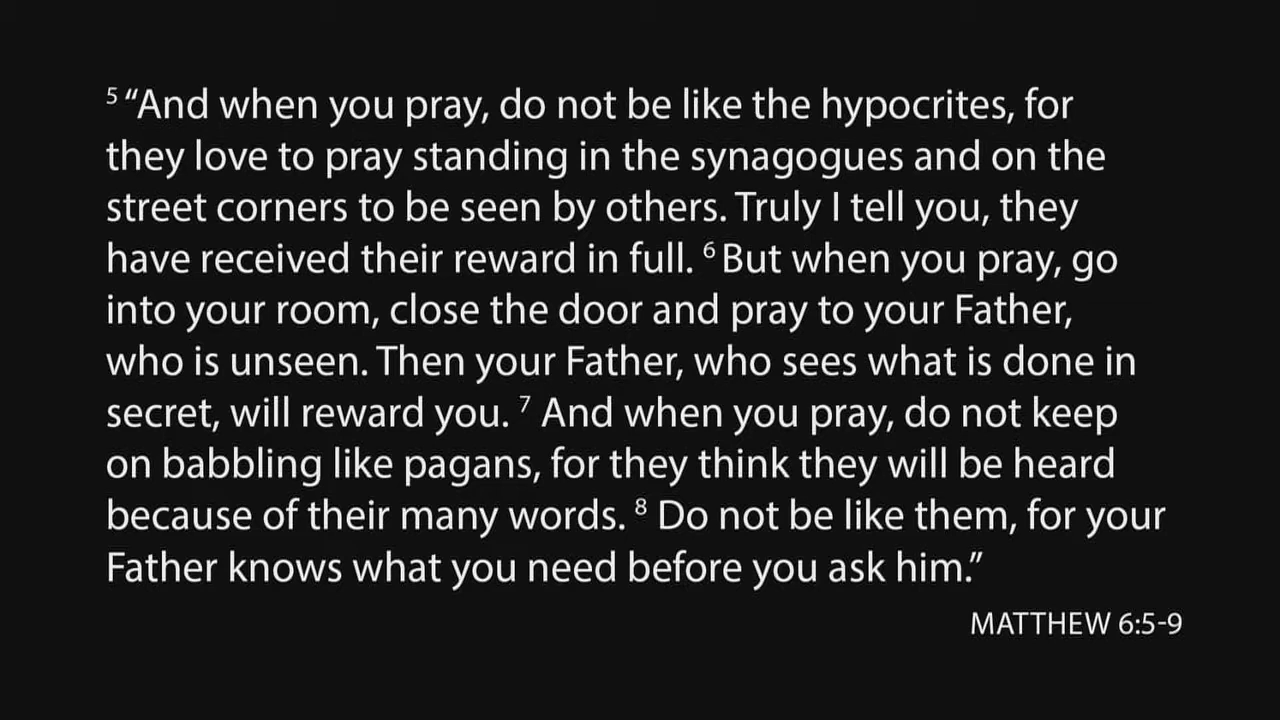 ⁵ “And when you pray, do not be like the hypocrites, for
they love to pray standing in the synagogues and on the
street corners to be seen by others. Truly I tell you, they
have received their reward in full. ⁶ But when you pray, go
into your room, close the door and pray to your Father,
who is unseen. Then your Father, who sees what is done in
secret, will reward you. ⁷ And when you pray, do not keep
on babbling like pagans, for they think they will be heard
because of their many words. ⁸ Do not be like them, for your
Father knows what you need before you ask him.”
MATTHEW 6:5-9